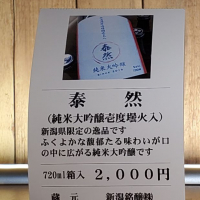 泰然
純米大吟醸
泰然
(純米大吟醸壱度堰火入)
新潟県限定の逸品です
ふくよかな馥郁たる味わいが口
の中に広がる純米大吟醸です
720ml箱入 2,000円
蔵元 新潟銘醸㈱